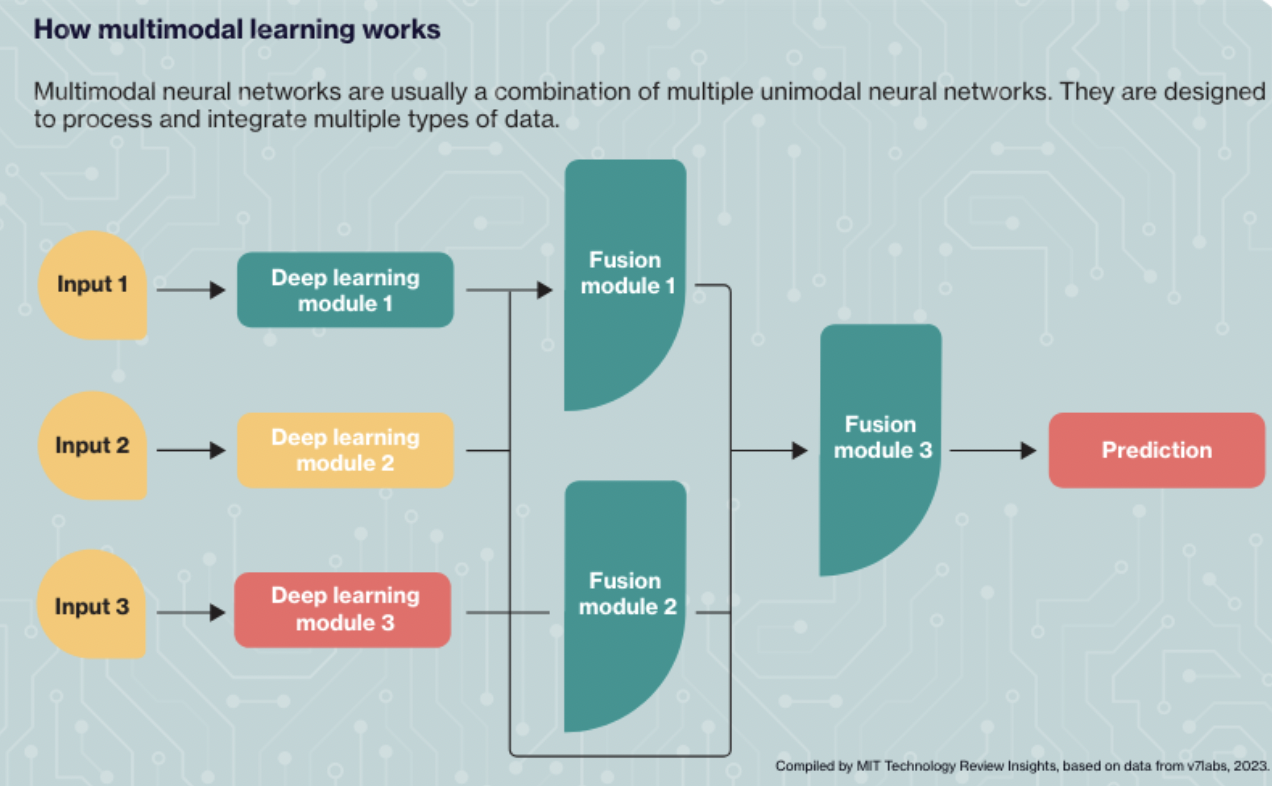 How multimodal learning works
Multimodal neural networks are usually a combination of multiple unimodal neural networks. They are designed
to process and integrate multiple types of data.
Input 1
Deep learning
module 1
Fusion
module 1
Input 2
Deep learning
module 2
Fusion
module 3
Prediction
Input 3
Deep learning
module 3
Fusion
module 2
Compiled by MIT Technology Review Insights, based on data from v7labs, 2023.